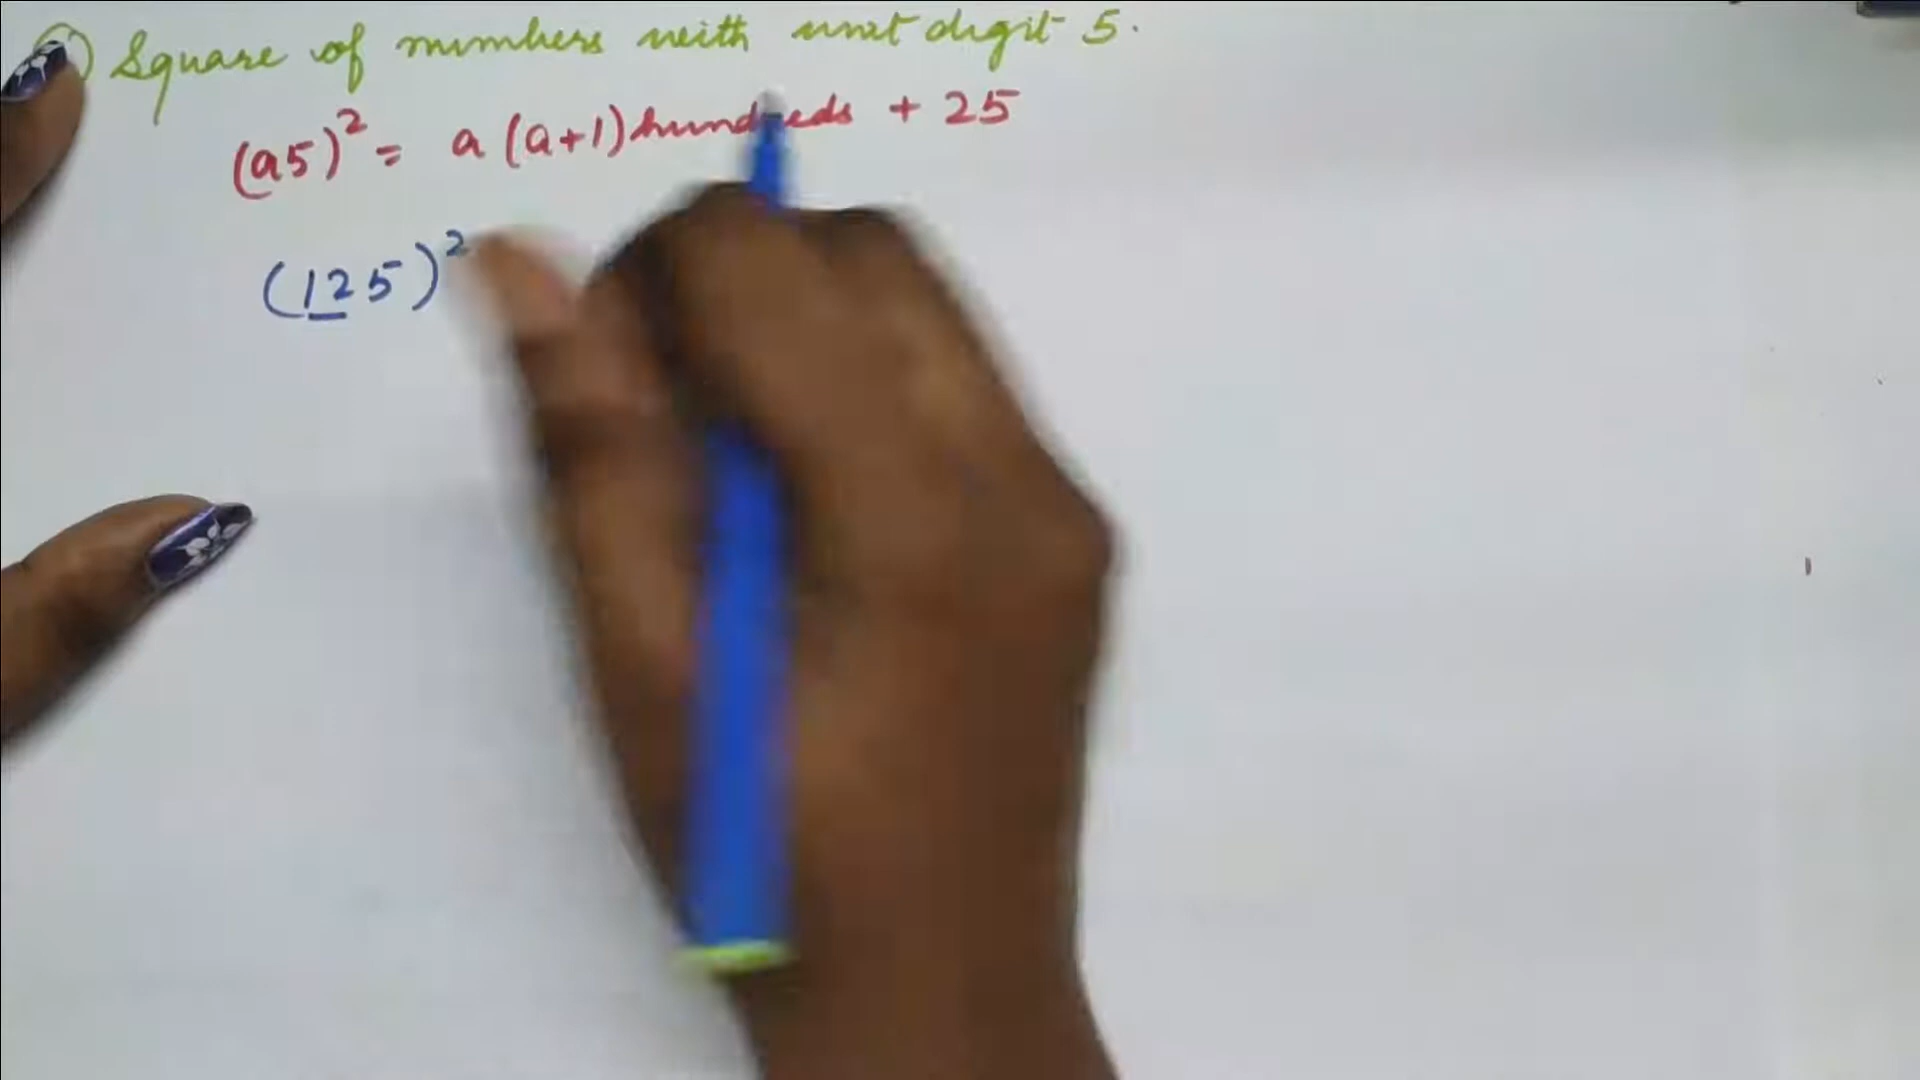 Square of numbers with unit digit 5.
(a5)² = a (a+1) hundreds + 25
(125)²